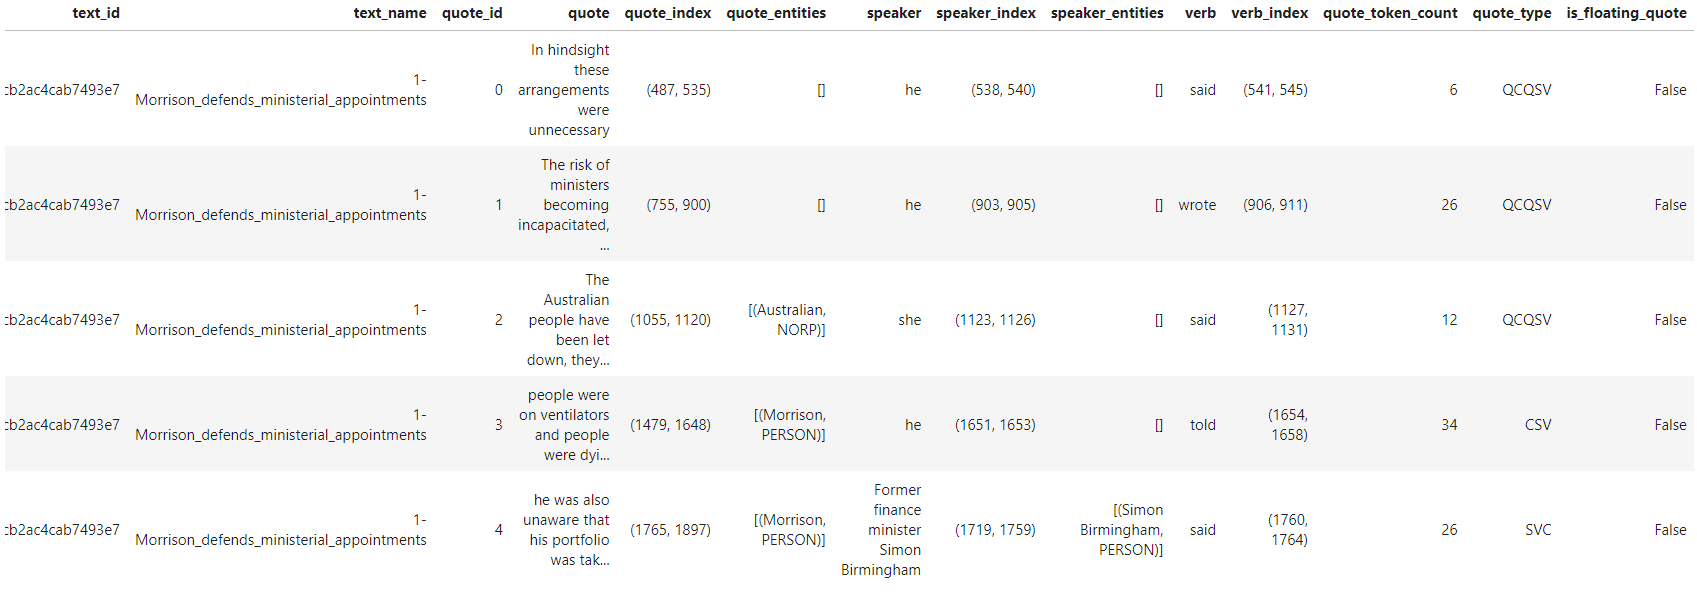 text_id text_name quote_id quote quote_index quote_entities speaker speaker_index speaker_entities verb verb_index quote_token_count quote_type is_floating_quote
cb2ac4cab7493e7 1-Morrison_defends_ministerial_appointments 0 In hindsight these arrangements were unnecessary (487, 535) [] he (538, 540) [] said (541, 545) 6 QCQSV False
cb2ac4cab7493e7 1-Morrison_defends_ministerial_appointments 1 The risk of ministers becoming incapacitated, ... (755, 900) [] he (903, 905) [] wrote (906, 911) 26 QCQSV False
cb2ac4cab7493e7 1-Morrison_defends_ministerial_appointments 2 The Australian people have been let down, they... (1055, 1120) [(Australian, NORP)] she (1123, 1126) [] said (1127, 1131) 12 QCQSV False
cb2ac4cab7493e7 1-Morrison_defends_ministerial_appointments 3 people were on ventilators and people were dyi... (1479, 1648) [(Morrison, PERSON)] he (1651, 1653) [] told (1654, 1658) 34 CSV False
cb2ac4cab7493e7 1-Morrison_defends_ministerial_appointments 4 he was also unaware that his portfolio was tak... (1765, 1897) [(Morrison, PERSON)] Former finance minister Simon Birmingham (1719, 1759) [(Simon Birmingham, PERSON)] said (1760, 1764) 26 SVC False